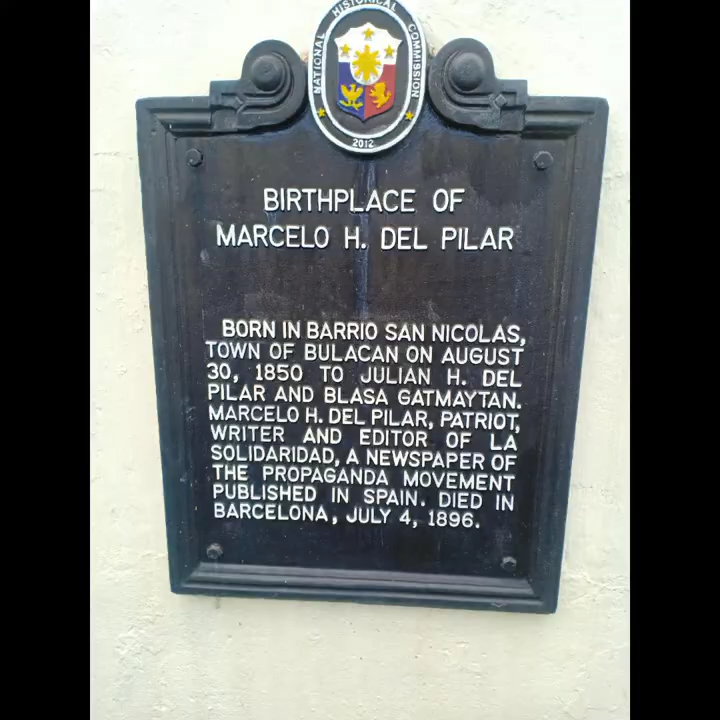 NATIONAL HISTORICAL COMMISSION
2012
BIRTHPLACE OF
MARCELO H. DEL PILAR
BORN IN BARRIO SAN NICOLAS,
TOWN OF BULACAN ON AUGUST
30, 1850 TO JULIAN H. DEL
PILAR AND BLASA GATMAYTAN.
MARCELO H. DEL PILAR, PATRIOT,
WRITER AND EDITOR OF LA
SOLIDARIDAD, A NEWSPAPER OF
THE PROPAGANDA MOVEMENT
PUBLISHED IN SPAIN. DIED IN
BARCELONA, JULY 4, 1896.